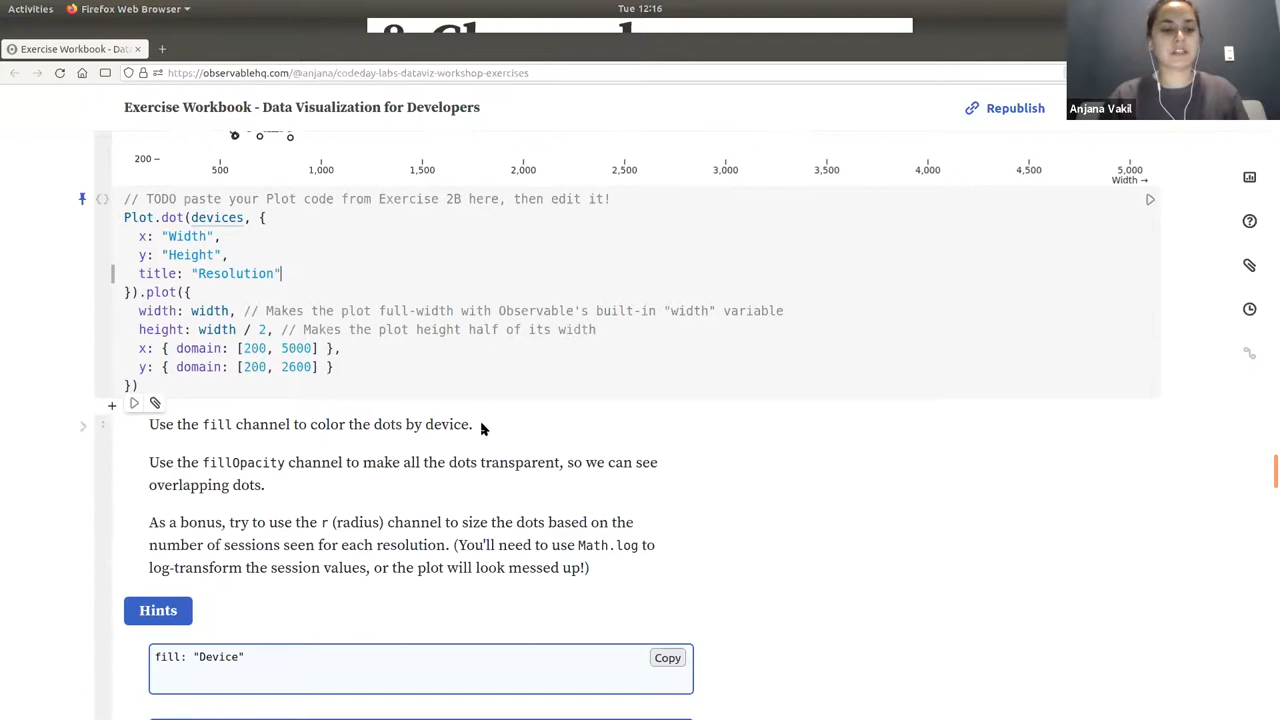 Activities
Firefox Web Browser
Tue 12:16
Exercise Workbook - Data
https://observablehq.com/@anjana/codeday-labs-dataviz-workshop-exercises
Anjana Vakil
Exercise Workbook - Data Visualization for Developers
Republish
200
500 1,000 1,500 2,000 2,500 3,000 3,500 4,000 4,500 5,000
Width →
// TODO paste your Plot code from Exercise 2B here, then edit it!
Plot.dot(devices, {
x: "Width",
y: "Height",
title: "Resolution"
}).plot({
width: width, // Makes the plot full-width with Observable's built-in "width" variable
height: width / 2, // Makes the plot height half of its width
x: { domain: [200, 5000] },
y: { domain: [200, 2600] }
})
Use the fill channel to color the dots by device.
Use the fillOpacity channel to make all the dots transparent, so we can see
overlapping dots.
As a bonus, try to use the r (radius) channel to size the dots based on the
number of sessions seen for each resolution. (You'll need to use Math.log to
log-transform the session values, or the plot will look messed up!)
Hints
fill: "Device"
Copy